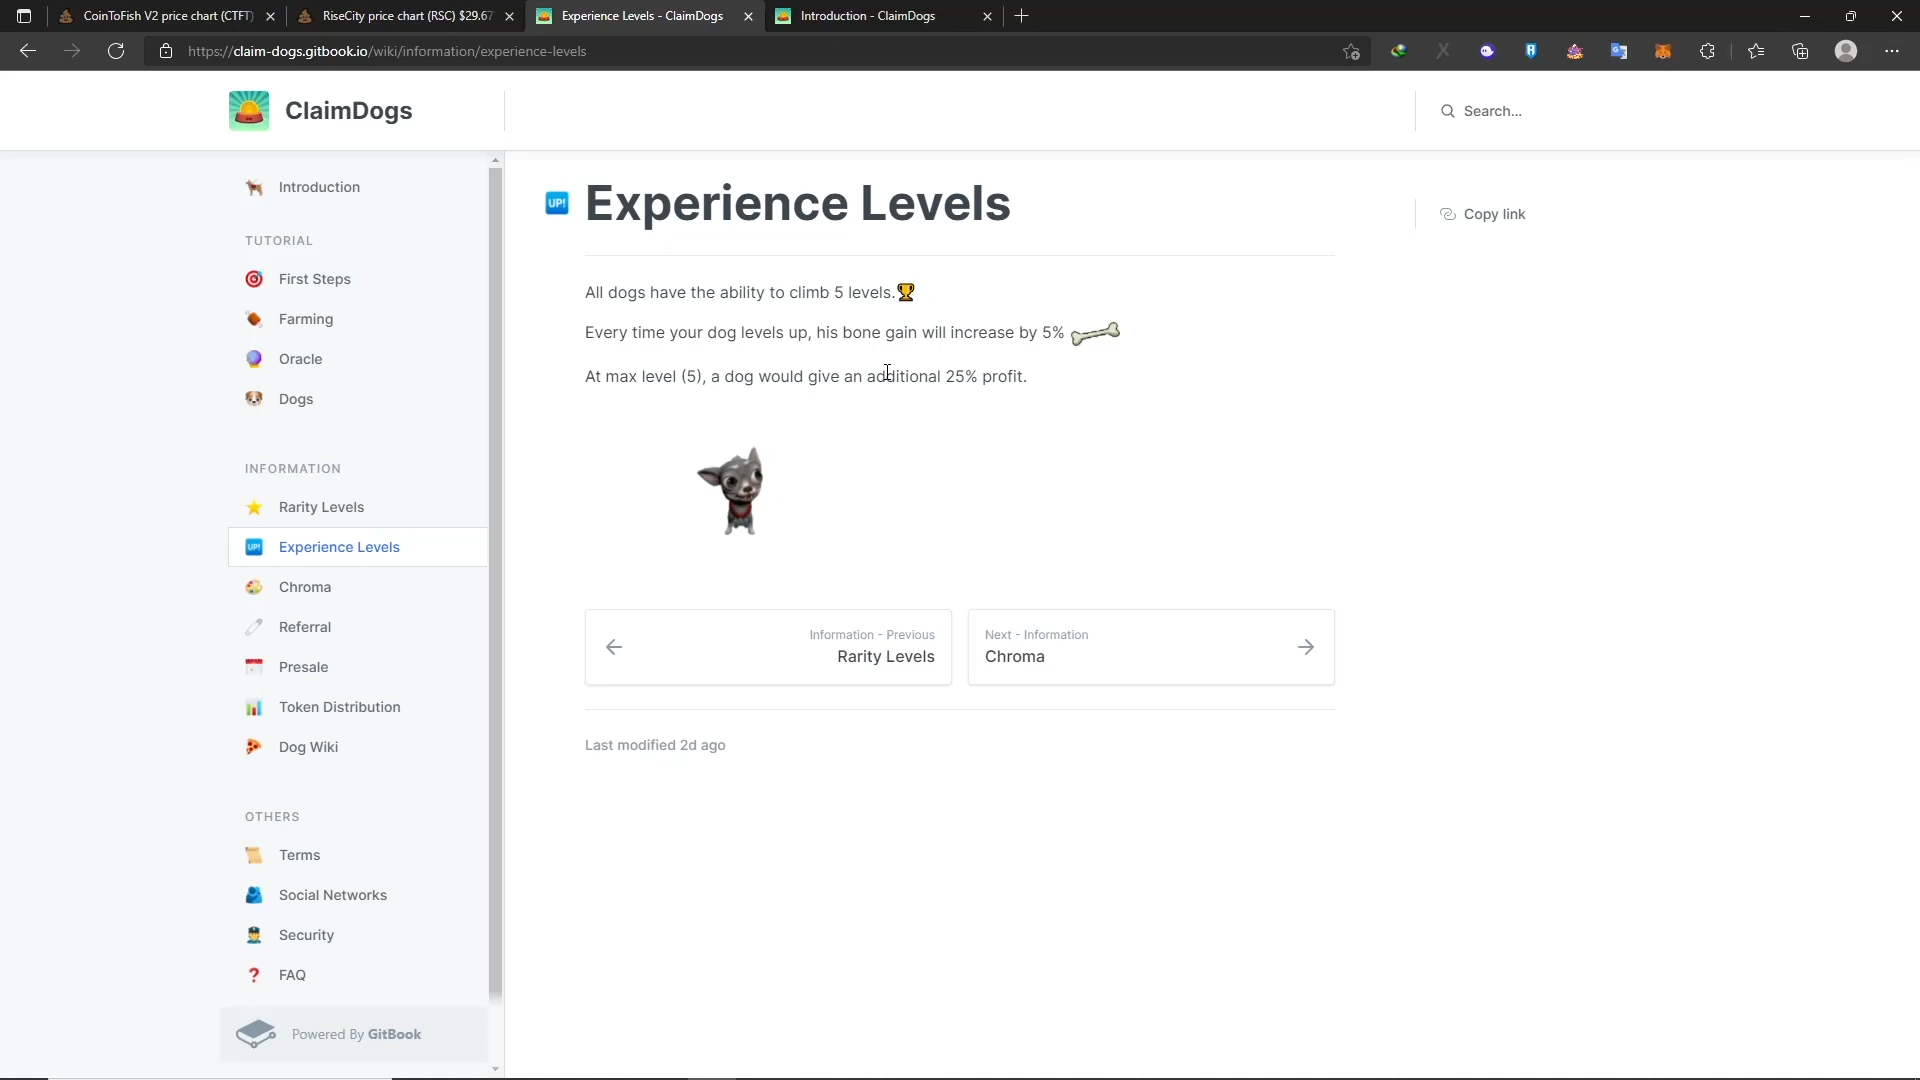 CoinToFish V2 price chart (CTFT)
RiseCity price chart (RSC) $29.67
Experience Levels - ClaimDogs
Introduction - ClaimDogs
https://claim-dogs.gitbook.io/wiki/information/experience-levels
ClaimDogs
Search...
Introduction
TUTORIAL
First Steps
Farming
Oracle
Dogs
INFORMATION
Rarity Levels
UP! Experience Levels
Chroma
Referral
Presale
Token Distribution
Dog Wiki
OTHERS
Terms
Social Networks
Security
FAQ
Powered By GitBook
UP! Experience Levels
Copy link
All dogs have the ability to climb 5 levels.🏆
Every time your dog levels up, his bone gain will increase by 5%
At max level (5), a dog would give an additional 25% profit.
Information - Previous
Rarity Levels
Next - Information
Chroma
Last modified 2d ago